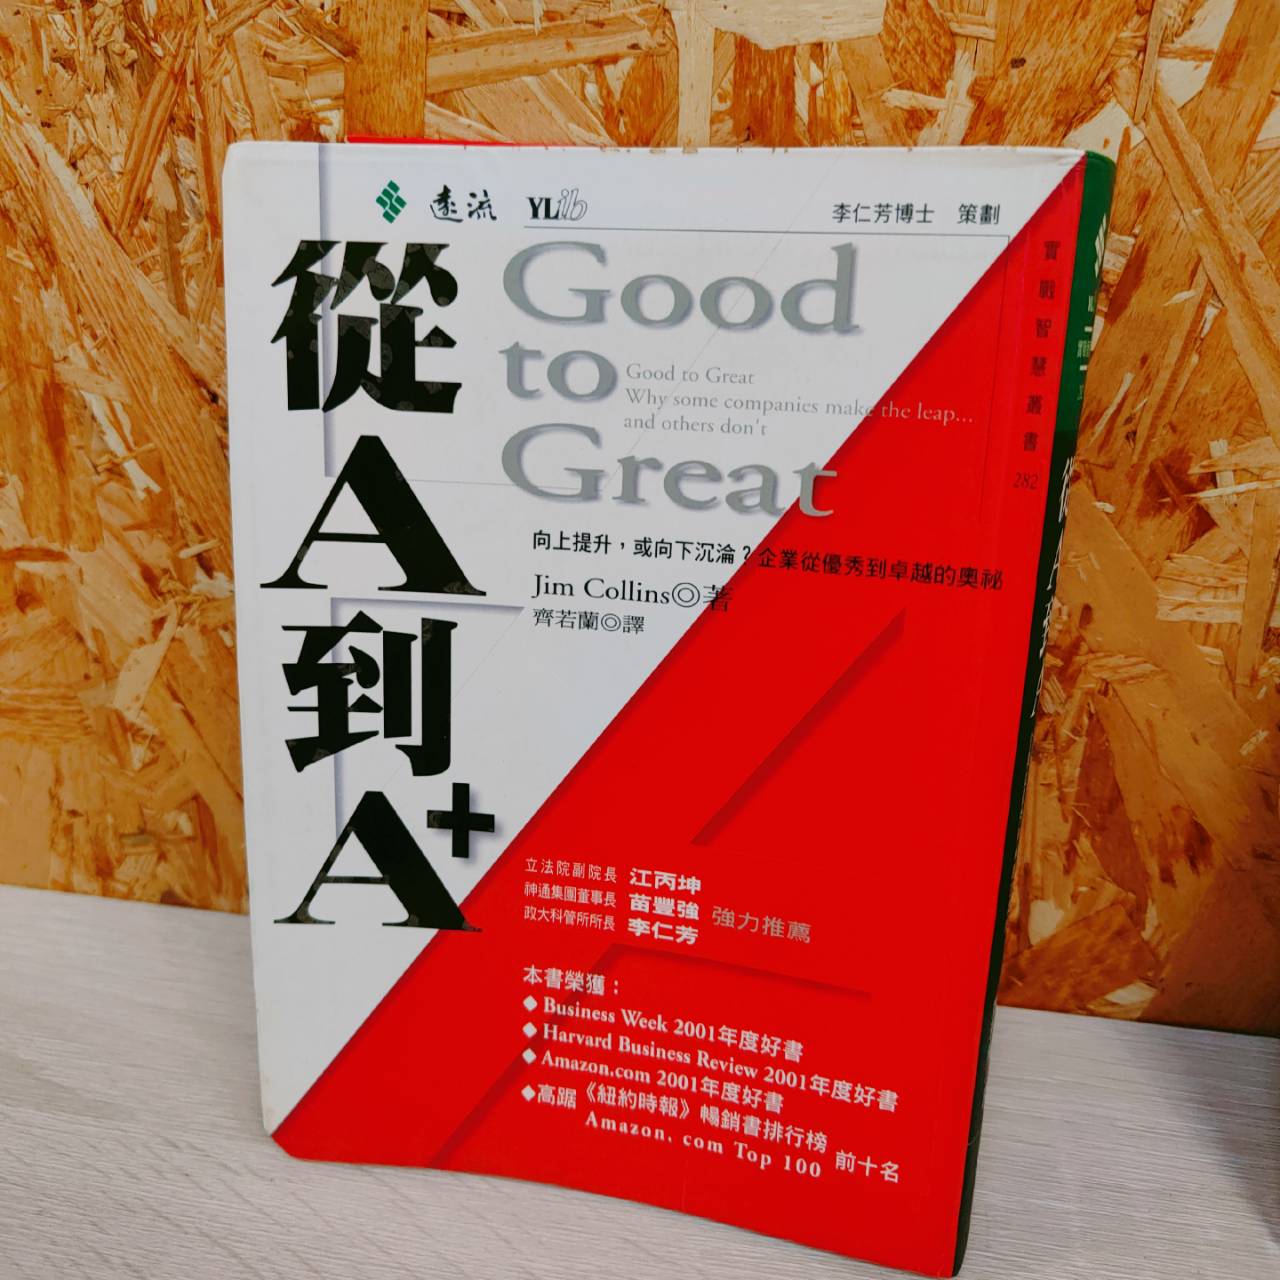 遠流 YLib
李仁芳博士 策劃
從A到A+
Good
to
Great
Good to Great
Why some companies make the leap...
and others don't
向上提升，或向下沉淪？企業從優秀到卓越的奧祕
Jim Collins◎著
齊若蘭◎譯
實戰智慧叢書
282
立法院副院長 江丙坤
神通集團董事長 苗豐強 強力推薦
政大科管所所長 李仁芳
本書榮獲：
◆ Business Week 2001年度好書
◆ Harvard Business Review 2001年度好書
◆ Amazon.com 2001年度好書
◆高踞《紐約時報》暢銷書排行榜
Amazon. com Top 100 前十名
從A到A